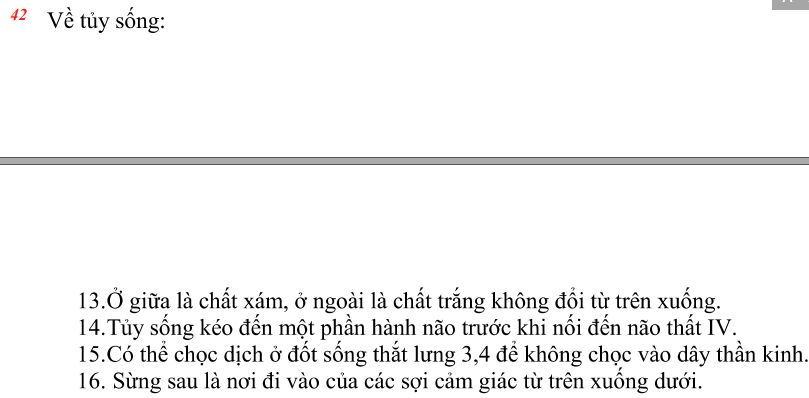 42 Về tủy sống:
13.Ở giữa là chất xám, ở ngoài là chất trắng không đổi từ trên xuống.
14.Tủy sống kéo đến một phần hành não trước khi nối đến não thất IV.
15.Có thể chọc dịch ở đốt sống thắt lưng 3,4 để không chọc vào dây thần kinh.
16. Sừng sau là nơi đi vào của các sợi cảm giác từ trên xuống dưới.